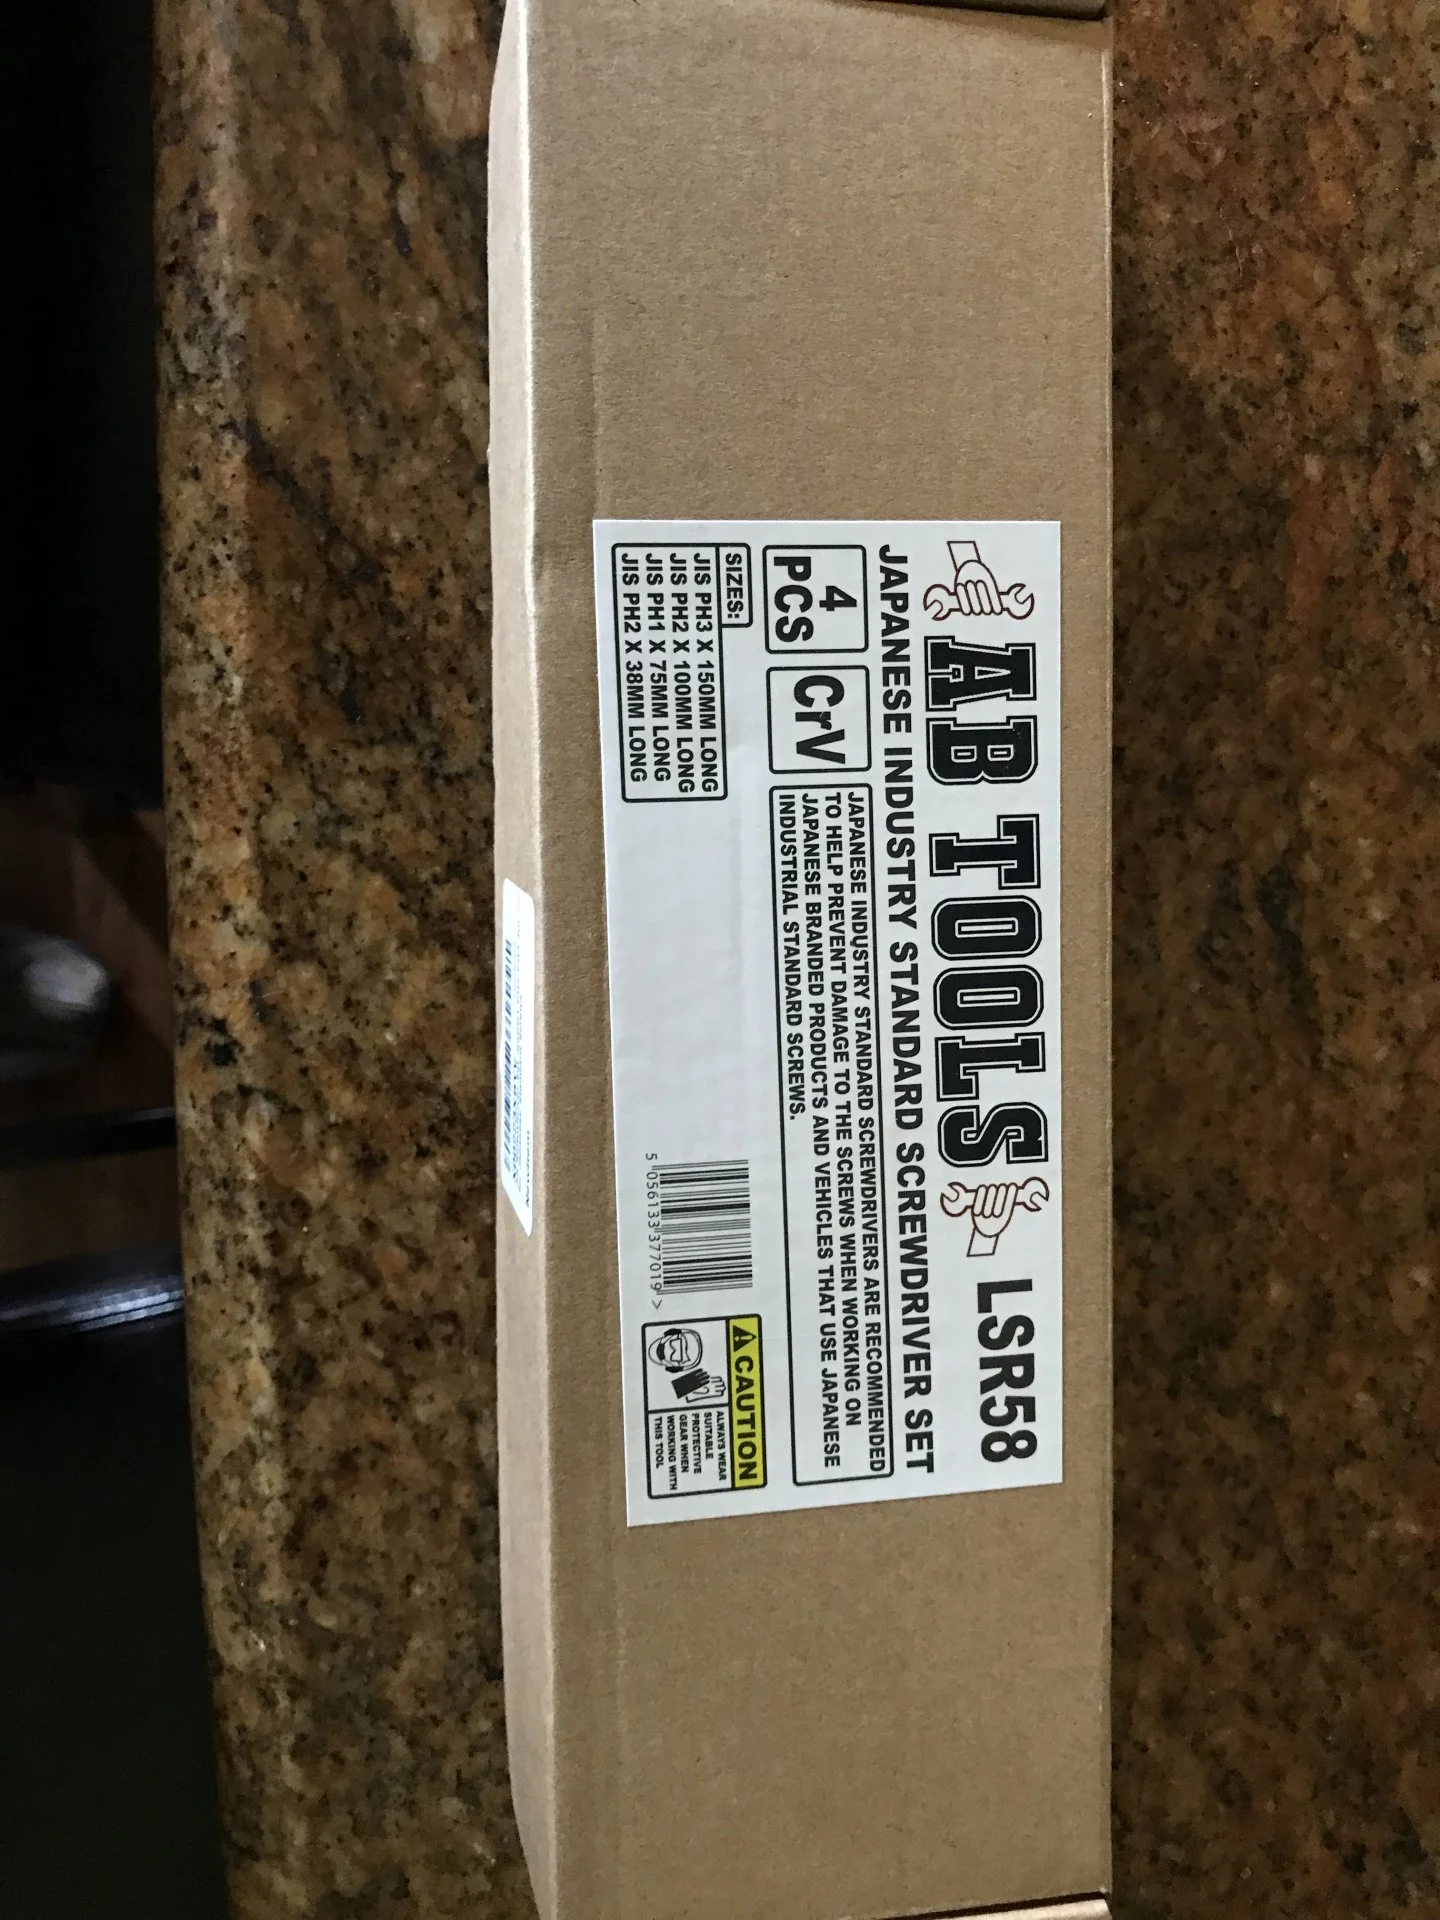 AB TOOLS LSR58
JAPANESE INDUSTRY STANDARD SCREWDRIVER SET
4
PCS
CrV
JAPANESE INDUSTRY STANDARD SCREWDRIVERS ARE RECOMMENDED
TO HELP PREVENT DAMAGE TO THE SCREWS WHEN WORKING ON
JAPANESE BRANDED PRODUCTS AND VEHICLES THAT USE JAPANESE
INDUSTRIAL STANDARD SCREWS.
SIZES:
JIS PH3 X 150MM LONG
JIS PH2 X 100MM LONG
JIS PH1 X 75MM LONG
JIS PH2 X 38MM LONG
5 056133 377019 >
CAUTION
ALWAYS WEAR
SUITABLE
PROTECTIVE
GEAR WHEN
WORKING WITH
THIS TOOL